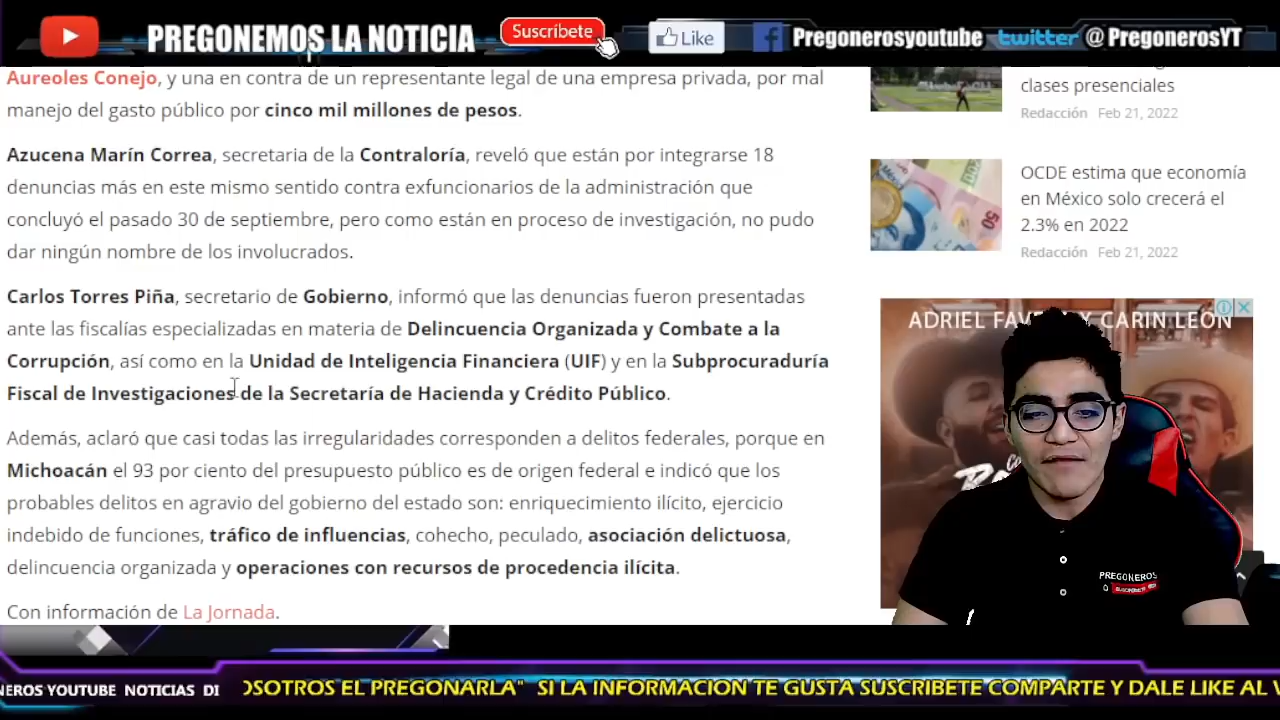 PREGONEMOS LA NOTICIA
Suscríbete
Like
f
Pregonerosyoutube
twitter
@PregonerosYT
Aureoles Conejo, y una en contra de un representante legal de una empresa privada, por mal
manejo del gasto público por cinco mil millones de pesos.
Azucena Marín Correa, secretaria de la Contraloría, reveló que están por integrarse 18
denuncias más en este mismo sentido contra exfuncionarios de la administración que
concluyó el pasado 30 de septiembre, pero como están en proceso de investigación, no pudo
dar ningún nombre de los involucrados.
Carlos Torres Piña, secretario de Gobierno, informó que las denuncias fueron presentadas
ante las fiscalías especializadas en materia de Delincuencia Organizada y Combate a la
Corrupción, así como en la Unidad de Inteligencia Financiera (UIF) y en la Subprocuraduría
Fiscal de Investigaciones de la Secretaría de Hacienda y Crédito Público.
Además, aclaró que casi todas las irregularidades corresponden a delitos federales, porque en
Michoacán el 93 por ciento del presupuesto público es de origen federal e indicó que los
probables delitos en agravio del gobierno del estado son: enriquecimiento ilícito, ejercicio
indebido de funciones, tráfico de influencias, cohecho, peculado, asociación delictuosa,
delincuencia organizada y operaciones con recursos de procedencia ilícita.
Con información de La Jornada.
clases presenciales
Redacción Feb 21, 2022
OCDE estima que economía
en México solo crecerá el
2.3% en 2022
Redacción Feb 21, 2022
50
ADRIEL Y CARIN LEÓN
PREGONEROS
NEROS YOUTUBE NOTICIAS DI
OSOTROS EL PREGONARLA" SI LA INFORMACION TE GUSTA SUSCRIBETE COMPARTE Y DALE LIKE AL